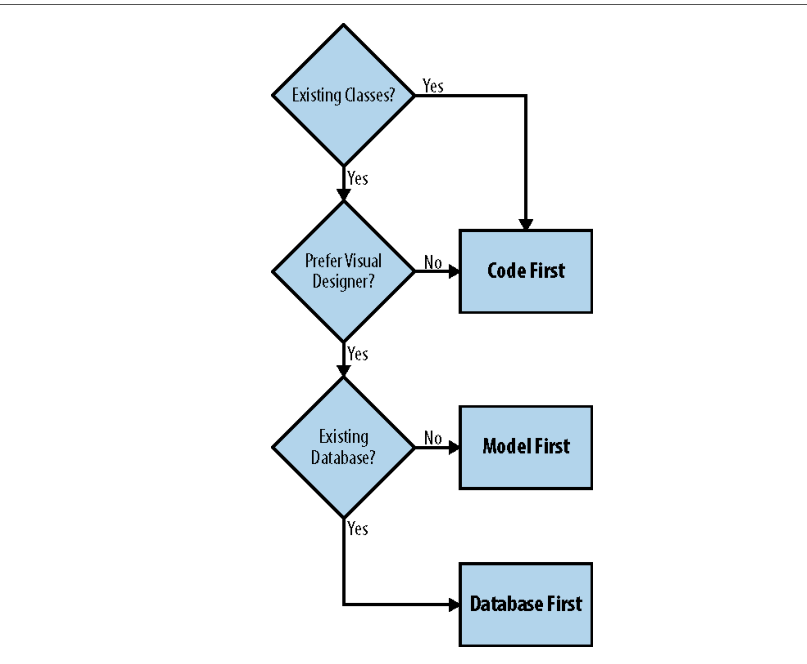 Existing Classes?
Yes
Yes
Prefer Visual
Designer?
No
Code First
Yes
Existing
Database?
No
Model First
Yes
Database First